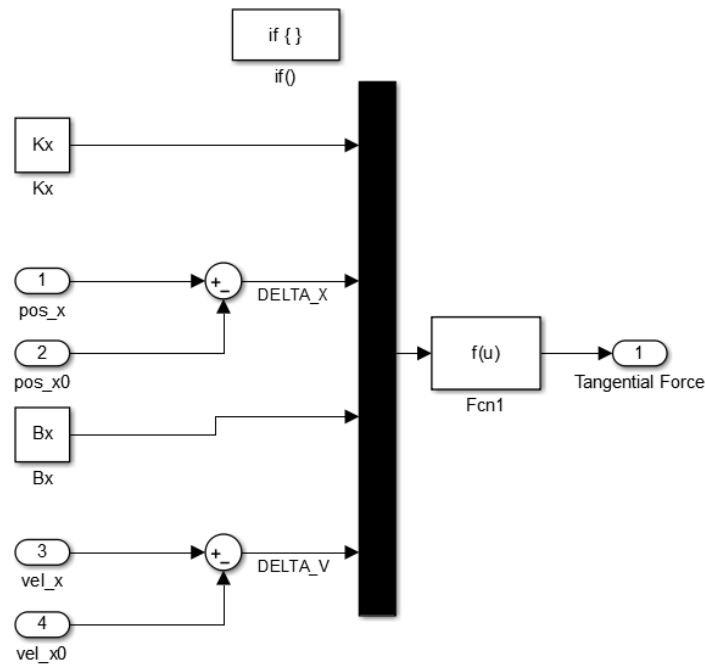 if { }
if()
Kx
Kx
1
+
−
DELTA_X
pos_x
2
pos_x0
f(u)
1
Fcn1
Tangential Force
Bx
Bx
3
+
−
DELTA_V
vel_x
4
vel_x0